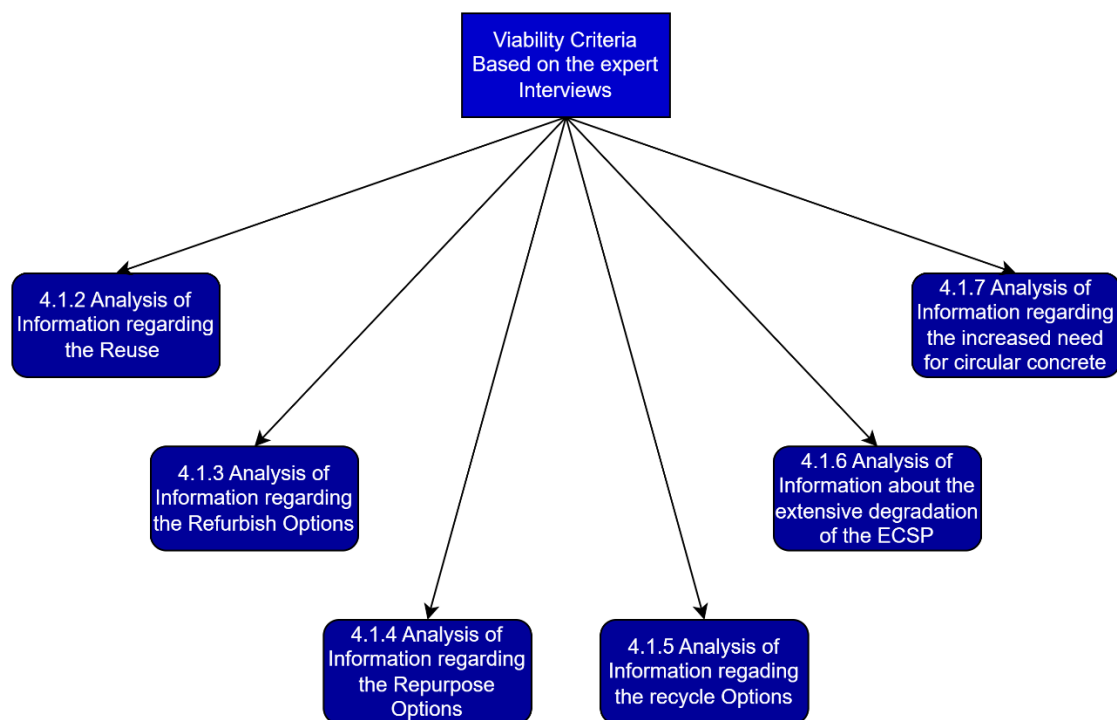 Viability Criteria
Based on the expert
Interviews
4.1.2 Analysis of
Information regarding
the Reuse
4.1.7 Analysis of
Information regarding
the increased need
for circular concrete
4.1.3 Analysis of
Information regarding
the Refurbish Options
4.1.6 Analysis of
Information about the
extensive degradation
of the ECSP
4.1.4 Analysis of
Information regarding
the Repurpose
Options
4.1.5 Analysis of
Information regading
the recycle Options